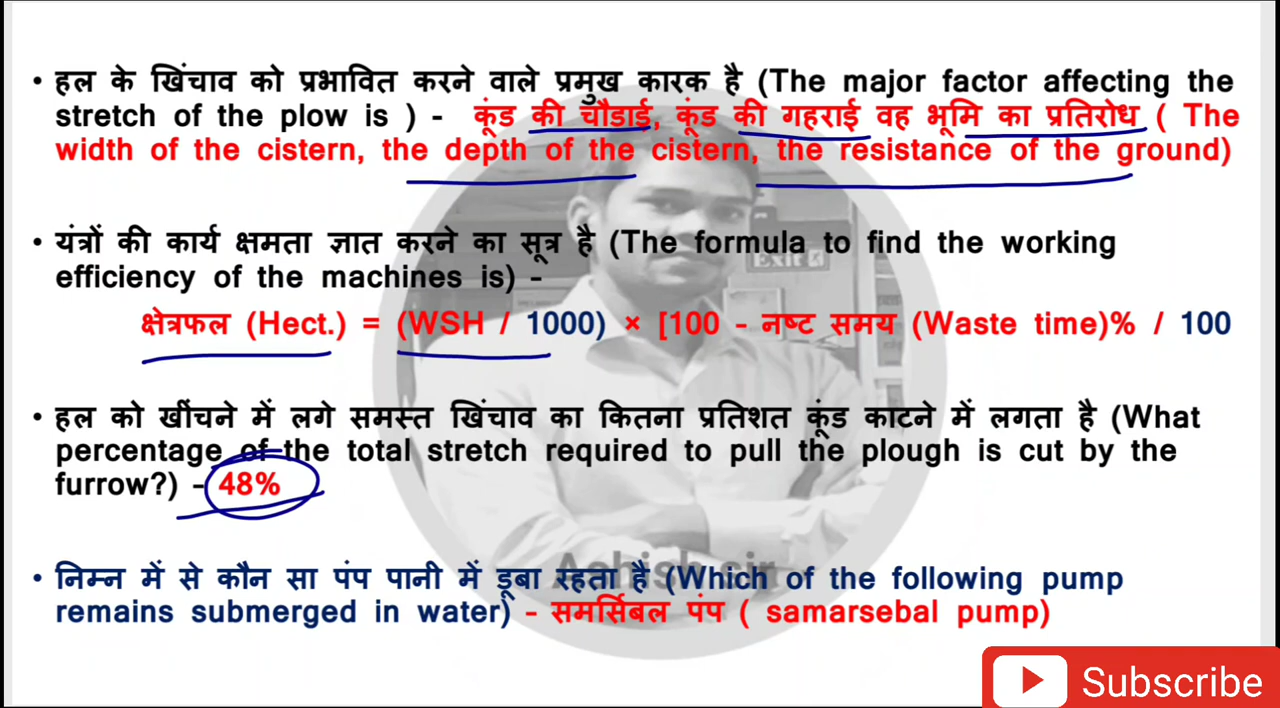 • हल के खिंचाव को प्रभावित करने वाले प्रमुख कारक है (The major factor affecting the
stretch of the plow is ) - कूंड की चौडाई, कूंड की गहराई वह भूमि का प्रतिरोध ( The
width of the cistern, the depth of the cistern, the resistance of the ground)
• यंत्रों की कार्य क्षमता ज्ञात करने का सूत्र है (The formula to find the working
efficiency of the machines is) -
Exit
क्षेत्रफल (Hect.) = (WSH / 1000) × [100 - नष्ट समय (Waste time)% / 100
• हल को खींचने में लगे समस्त खिंचाव का कितना प्रतिशत कूंड काटने में लगता है (What
percentage of the total stretch required to pull the plough is cut by the
furrow?) - 48%
Ashish sir
• निम्न में से कौन सा पंप पानी में डूबा रहता है (Which of the following pump
remains submerged in water) - समर्सिबल पंप ( samarsebal pump)
Subscribe